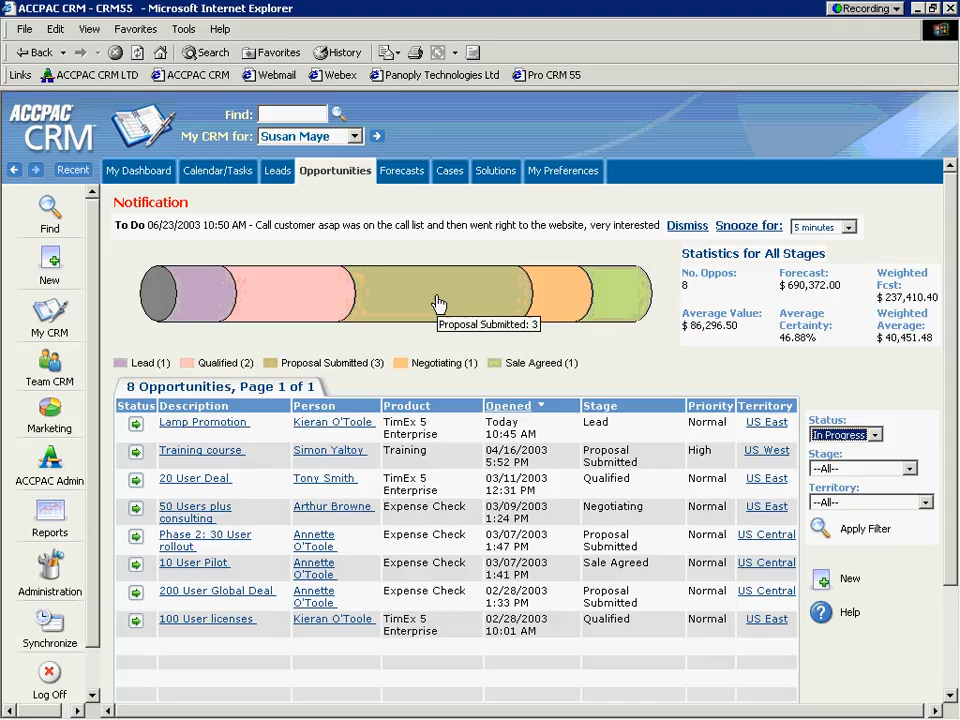 ACCPAC CRM - CRM55 - Microsoft Internet Explorer
Recording
File Edit View Favorites Tools Help
Back Search Favorites History
Links ACCPAC CRM LTD ACCPAC CRM Webmail Webex Panoply Technologies Ltd Pro CRM 55
ACCPAC
CRM
Find:
My CRM for: Susan Maye
Recent My Dashboard Calendar/Tasks Leads Opportunities Forecasts Cases Solutions My Preferences
Find
New
My CRM
Team CRM
Marketing
ACCPAC Admin
Reports
Administration
Synchronize
Log Off
Notification
To Do 06/23/2003 10:50 AM - Call customer asap was on the call list and then went right to the website, very interested Dismiss Snooze for: 5 minutes
Proposal Submitted: 3
Lead (1) Qualified (2) Proposal Submitted (3) Negotiating (1) Sale Agreed (1)
Statistics for All Stages
No. Oppos: Forecast: Weighted Fcst:
8 $ 690,372.00 $ 237,410.40
Average Value: Average Certainty: Weighted Average:
$ 86,296.50 46.88% $ 40,451.48
8 Opportunities, Page 1 of 1
Status Description Person Product Opened Stage Priority Territory
Lamp Promotion Kieran O'Toole TimEx 5 Enterprise Today 10:45 AM Lead Normal US East
Training course Simon Yaltoy Training 04/16/2003 5:52 PM Proposal Submitted High US West
20 User Deal Tony Smith TimEx 5 Enterprise 03/11/2003 12:31 PM Qualified Normal US East
50 Users plus consulting Arthur Browne Expense Check 03/09/2003 1:24 PM Negotiating Normal US East
Phase 2: 30 User rollout Annette O'Toole Expense Check 03/07/2003 1:47 PM Proposal Submitted Normal US Central
10 User Pilot Annette O'Toole Expense Check 03/07/2003 1:41 PM Sale Agreed Normal US Central
200 User Global Deal Annette O'Toole Expense Check 02/28/2003 1:33 PM Proposal Submitted Normal US Central
100 User licenses Kieran O'Toole TimEx 5 Enterprise 02/28/2003 10:01 AM Qualified Normal US East
Status:
In Progress
Stage:
--All--
Territory:
--All--
Apply Filter
New
Help